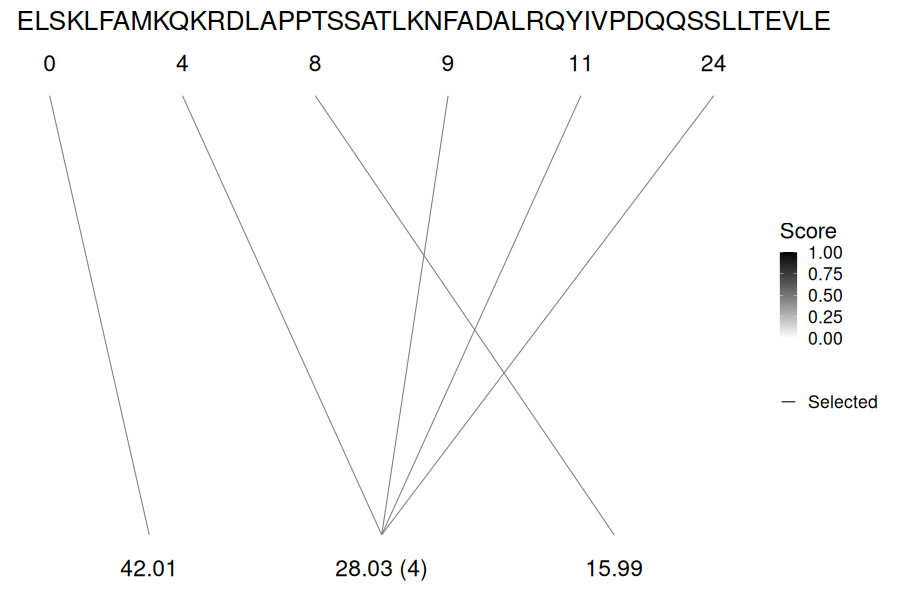 ELSKLFAMKQKRDLAPPTSSATLKNFADALRQYIVPDQQSSLLTEVLE
0 4 8 9 11 24
Score
1.00
0.75
0.50
0.25
0.00
Selected
42.01 28.03 (4) 15.99